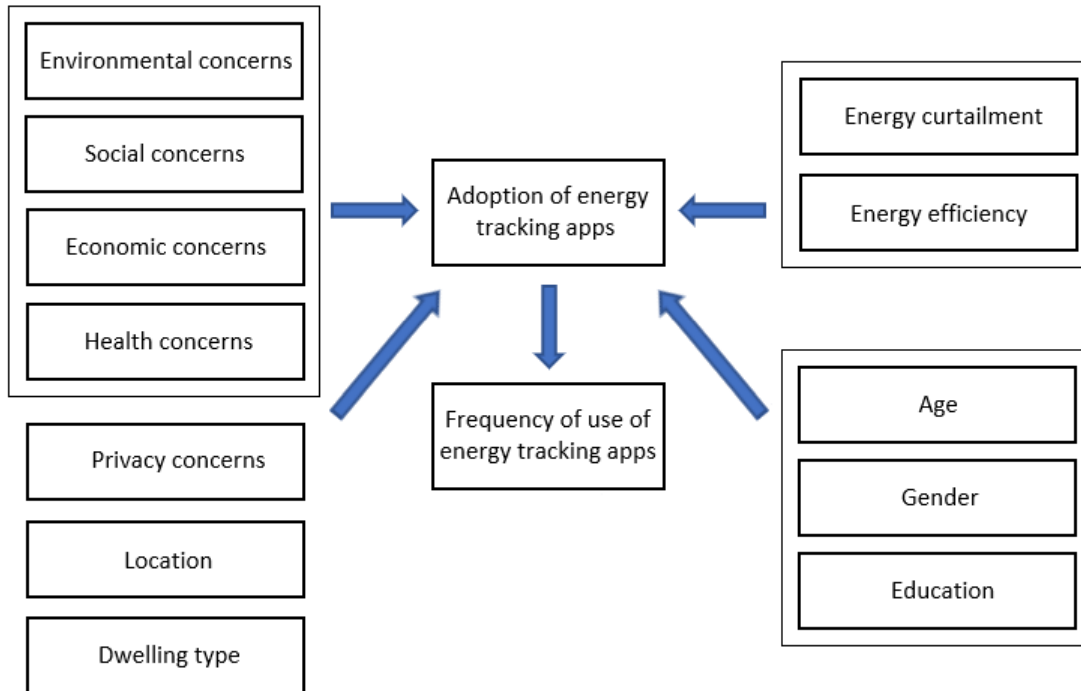 Environmental concerns
Social concerns
Economic concerns
Health concerns
Privacy concerns
Location
Dwelling type
Adoption of energy
tracking apps
Frequency of use of
energy tracking apps
Energy curtailment
Energy efficiency
Age
Gender
Education